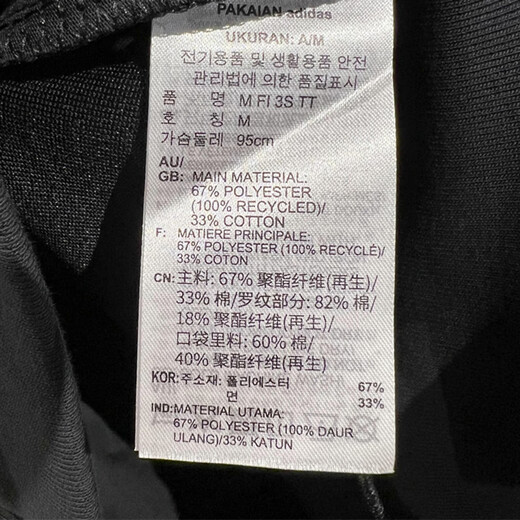 PAKAIAN adidas
UKURAN: A/M
전기용품 및 생활용품 안전
관리법에 의한 품질표시
품 명 M FI 3S TT
호 칭 M
가슴둘레 95cm
AU/
GB: MAIN MATERIAL:
67% POLYESTER
(100% RECYCLED)/
33% COTTON
F: MATIERE PRINCIPALE:
67% POLYESTER (100% RECYCLÉ)/
33% COTON
CN: 主料: 67% 聚酯纤维(再生)/
33% 棉/罗纹部分: 82% 棉/
18% 聚酯纤维(再生)/
口袋里料: 60% 棉/
40% 聚酯纤维(再生)
KOR: 주소재: 폴리에스터 67%
면 33%
IND: MATERIAL UTAMA:
67% POLYESTER (100% DAUR
ULANG)/33% KATUN